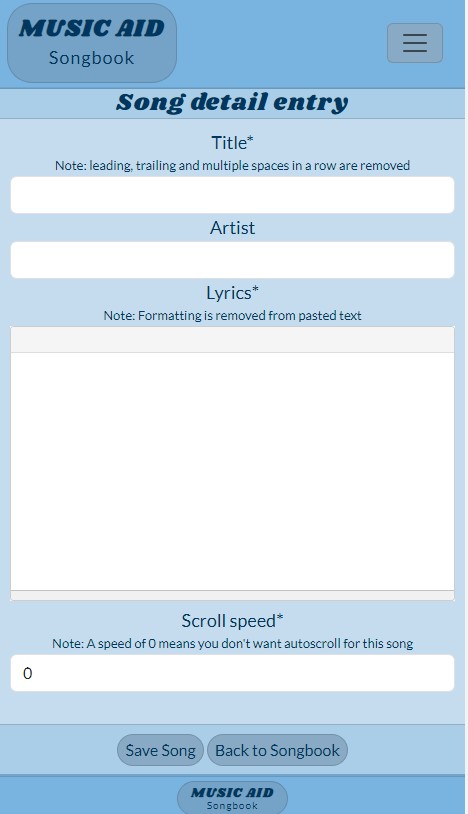 MUSIC AID
Songbook
Song detail entry
Title*
Note: leading, trailing and multiple spaces in a row are removed
Artist
Lyrics*
Note: Formatting is removed from pasted text
Scroll speed*
Note: A speed of 0 means you don't want autoscroll for this song
0
Save Song Back to Songbook
MUSIC AID
Songbook